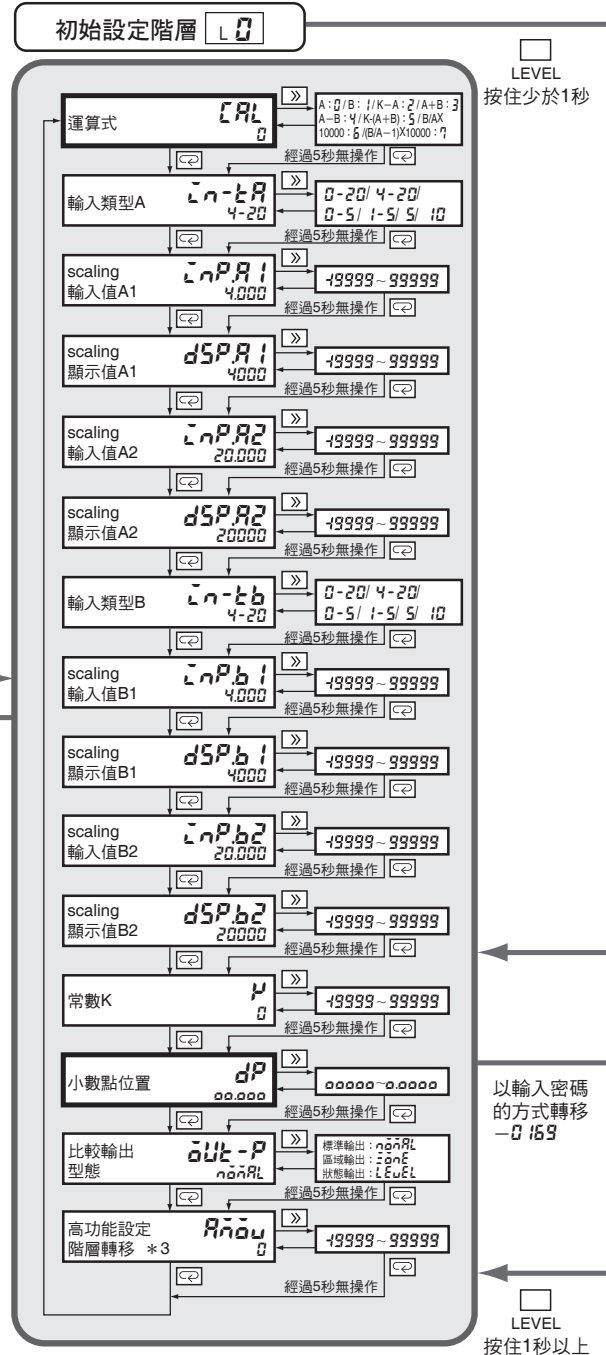 初始設定階層 L 0
LEVEL
按住少於1秒
運算式 CAL
0
A:0/B:1/K−A:2/A+B:3
A−B:4/K-(A+B):5/B/AX
10000:6/(B/A−1)X10000:7
經過5秒無操作
輸入類型A in-tA
4-20
0-20/ 4-20/
0-5/ 1-5/ 5/ 10
經過5秒無操作
scaling
輸入值A1
inP.A1
4.000
-19999~99999
經過5秒無操作
scaling
顯示值A1
dSP.A1
4000
-19999~99999
經過5秒無操作
scaling
輸入值A2
inP.A2
20.000
-19999~99999
經過5秒無操作
scaling
顯示值A2
dSP.A2
20000
-19999~99999
經過5秒無操作
輸入類型B in-tb
4-20
0-20/ 4-20/
0-5/ 1-5/ 5/ 10
經過5秒無操作
scaling
輸入值B1
inP.b1
4.000
-19999~99999
經過5秒無操作
scaling
顯示值B1
dSP.b1
4000
-19999~99999
經過5秒無操作
scaling
輸入值B2
inP.b2
20.000
-19999~99999
經過5秒無操作
scaling
顯示值B2
dSP.b2
20000
-19999~99999
經過5秒無操作
常數K K
0
-19999~99999
經過5秒無操作
小數點位置 dP
00.000
00000~0.0000
經過5秒無操作
以輸入密碼
的方式轉移
−0169
比較輸出
型態
oUt-P
noMAL
標準輸出:noMAL
區域輸出:ZonE
狀態輸出:LEvEL
經過5秒無操作
高功能設定
階層轉移 *3
AMov
0
-19999~99999
經過5秒無操作
LEVEL
按住1秒以上